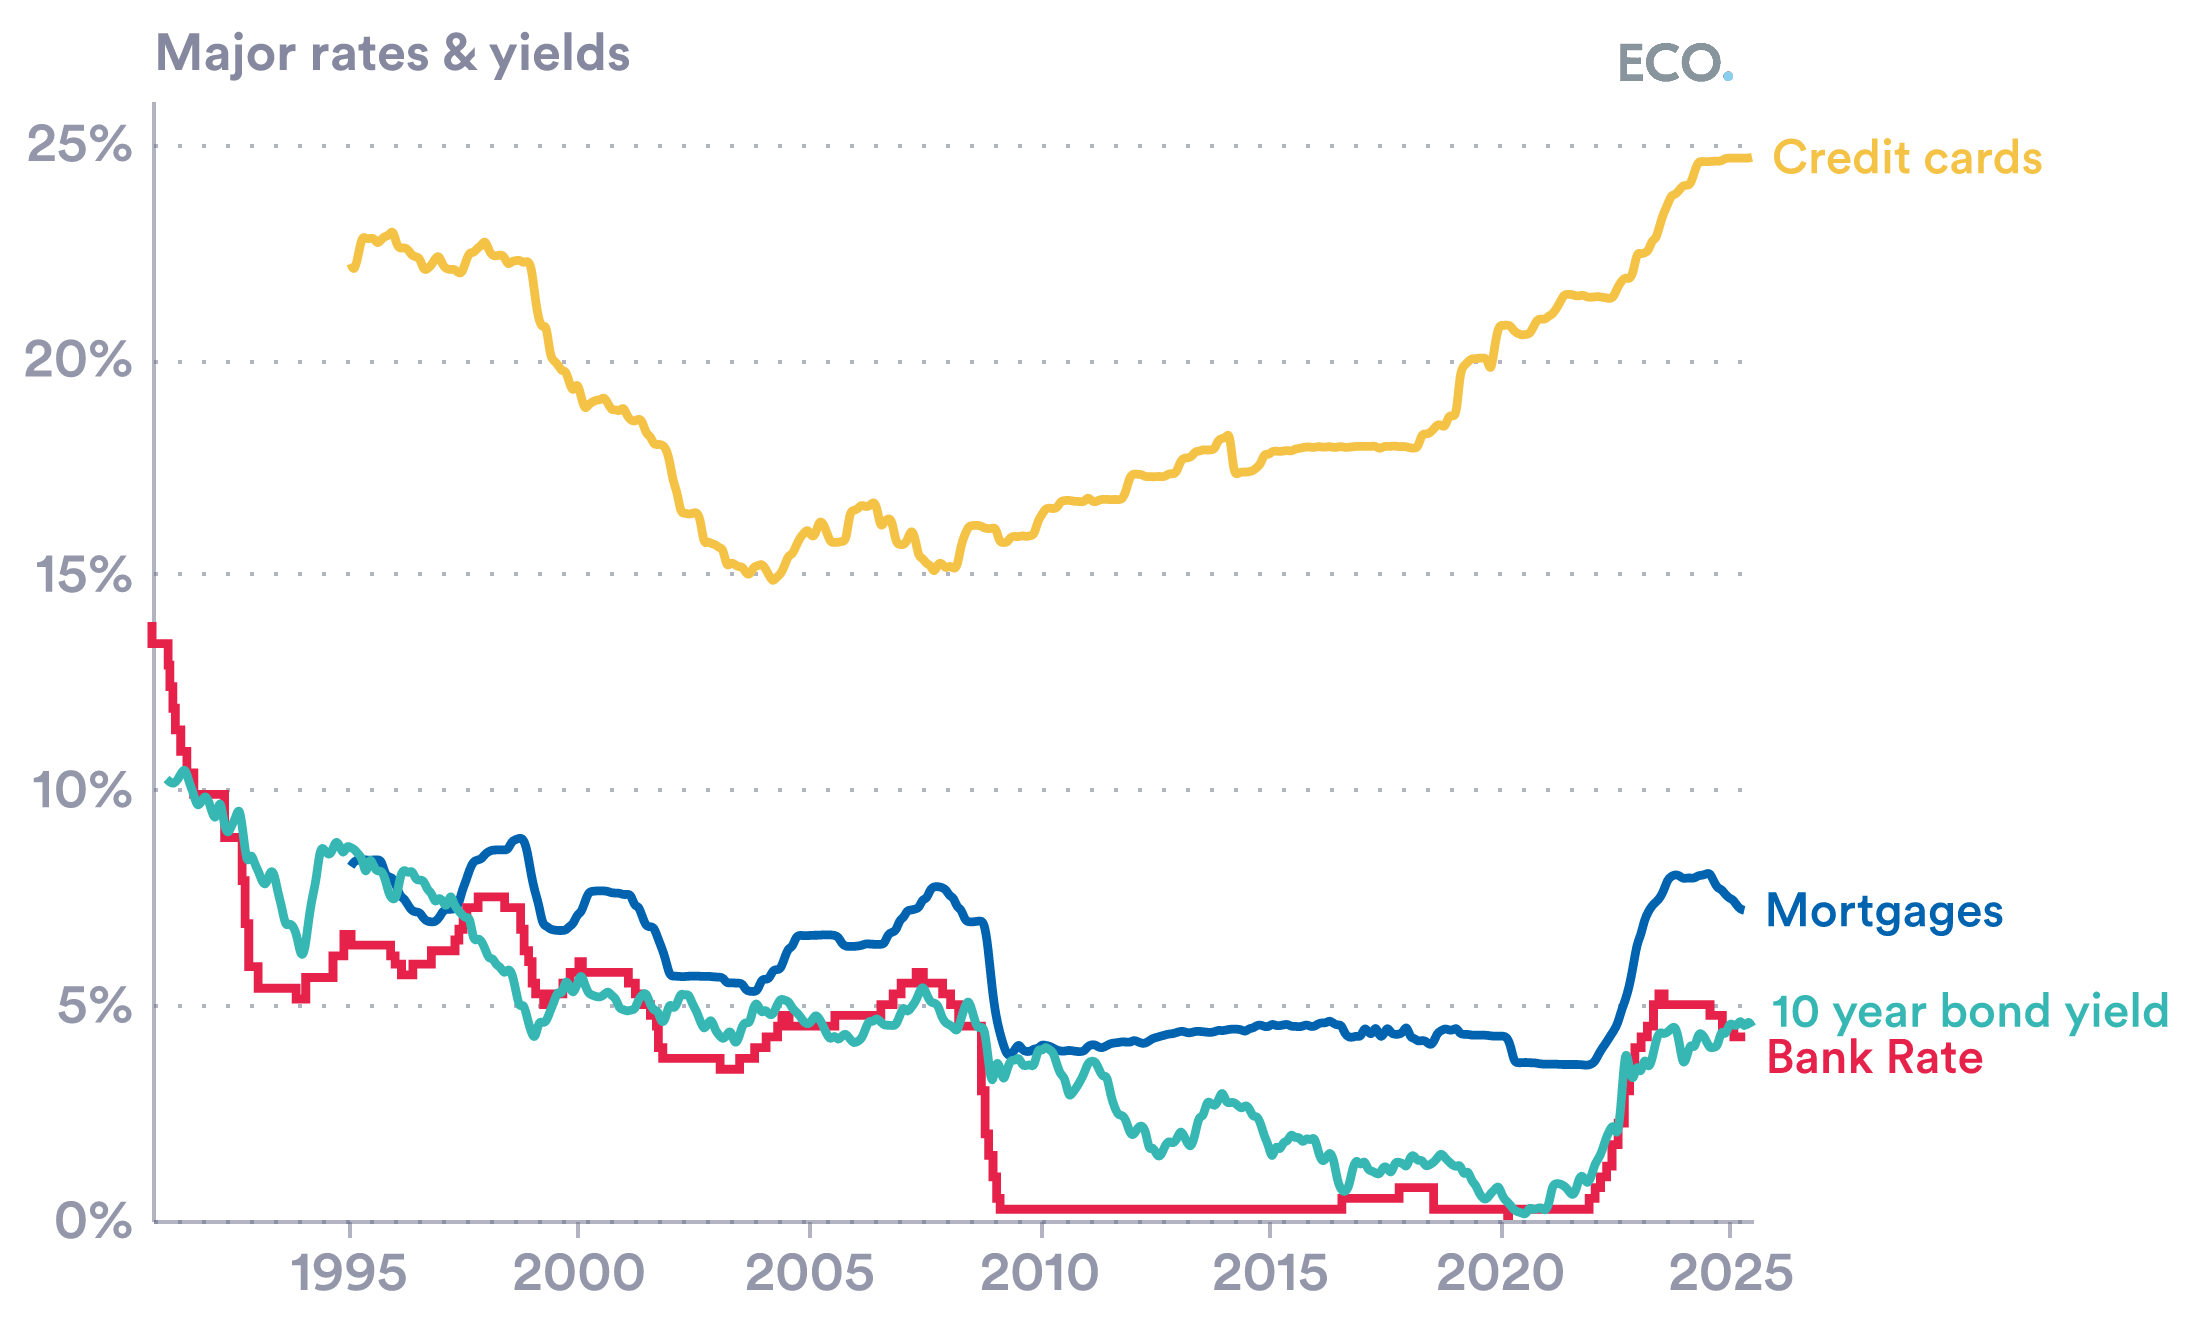 Major rates & yields
ECO.
25%
Credit cards
20%
15%
10%
Mortgages
5%
10 year bond yield
Bank Rate
0%
1995 2000 2005 2010 2015 2020 2025